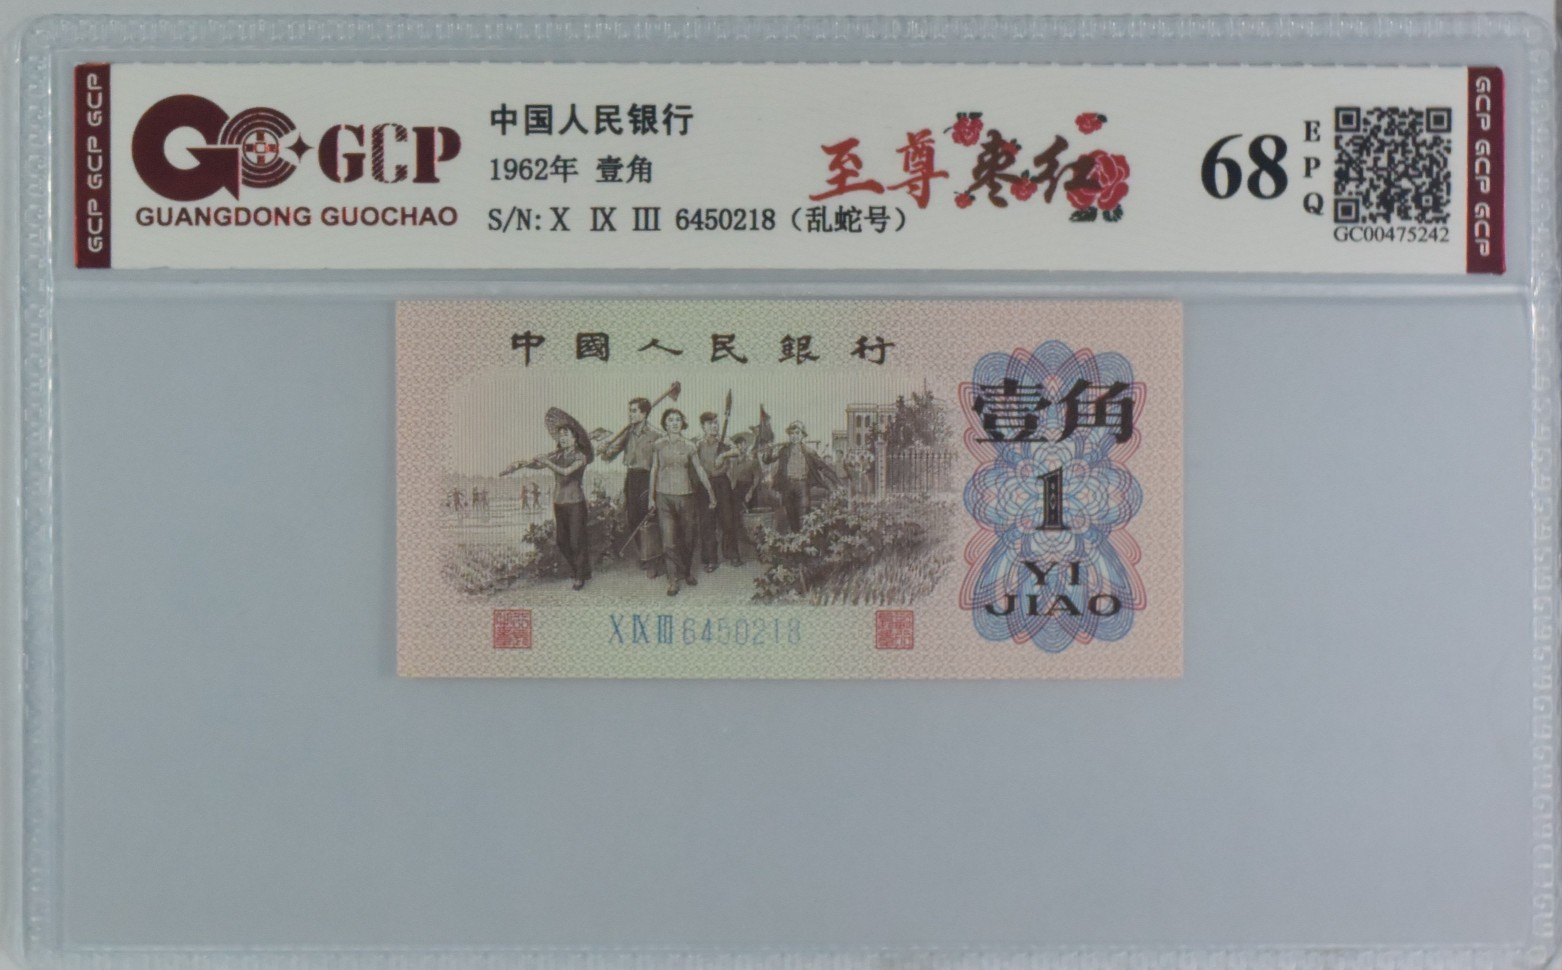 GCP GCP GCP
GC GCP
GUANGDONG GUOCHAO
中国人民银行
1962年 壹角
S/N: X IX III 6450218（乱蛇号）
至尊枣红
68
EPQ
GC00475242
GCP GCP GCP
中國人民銀行
壹角
1
YI
JIAO
X IX III 6450218